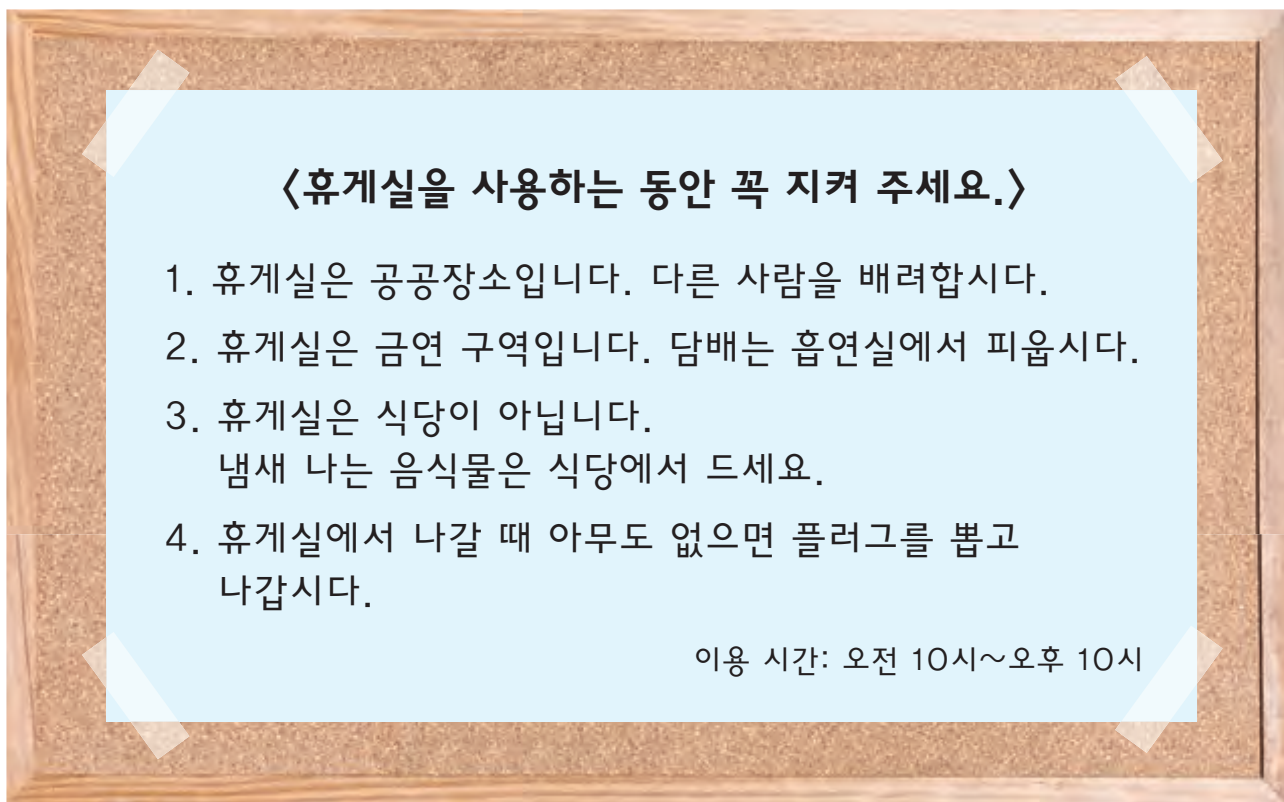 〈휴게실을 사용하는 동안 꼭 지켜 주세요.〉
1. 휴게실은 공공장소입니다. 다른 사람을 배려합시다.
2. 휴게실은 금연 구역입니다. 담배는 흡연실에서 피웁시다.
3. 휴게실은 식당이 아닙니다.
냄새 나는 음식물은 식당에서 드세요.
4. 휴게실에서 나갈 때 아무도 없으면 플러그를 뽑고
나갑시다.
이용 시간: 오전 10시~오후 10시